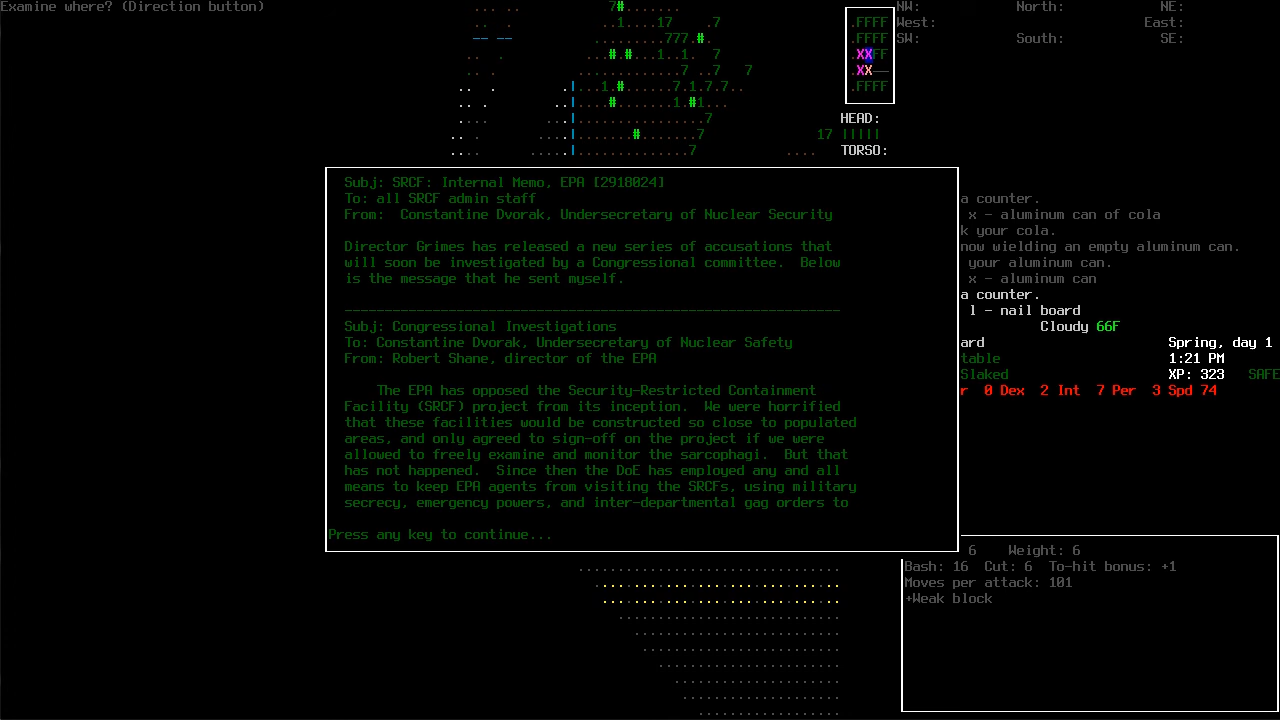 Examine where? (Direction button)
NW: North: NE:
West: East:
SW: South: SE:
.FFFF
.FFFF
.XXFF
.XX——
.FFFF
HEAD:
17 |||||
TORSO:
Subj: SRCF: Internal Memo, EPA [2918024]
To: all SRCF admin staff
From:  Constantine Dvorak, Undersecretary of Nuclear Security
Director Grimes has released a new series of accusations that
will soon be investigated by a Congressional committee.  Below
is the message that he sent myself.
Subj: Congressional Investigations
To: Constantine Dvorak, Undersecretary of Nuclear Safety
From: Robert Shane, director of the EPA
The EPA has opposed the Security-Restricted Containment
Facility (SRCF) project from its inception.  We were horrified
that these facilities would be constructed so close to populated
areas, and only agreed to sign-off on the project if we were
allowed to freely examine and monitor the sarcophagi.  But that
has not happened.  Since then the DoE has employed any and all
means to keep EPA agents from visiting the SRCFs, using military
secrecy, emergency powers, and inter-departmental gag orders to
Press any key to continue...
a counter.
x - aluminum can of cola
k your cola.
now wielding an empty aluminum can.
your aluminum can.
x - aluminum can
a counter.
l - nail board
Cloudy 66F
ard Spring, day 1
table 1:21 PM
Slaked XP: 323 SAFE
r  0 Dex  2 Int  7 Per  3 Spd 74
6 Weight: 6
Bash: 16  Cut: 6  To-hit bonus: +1
Moves per attack: 101
+Weak block